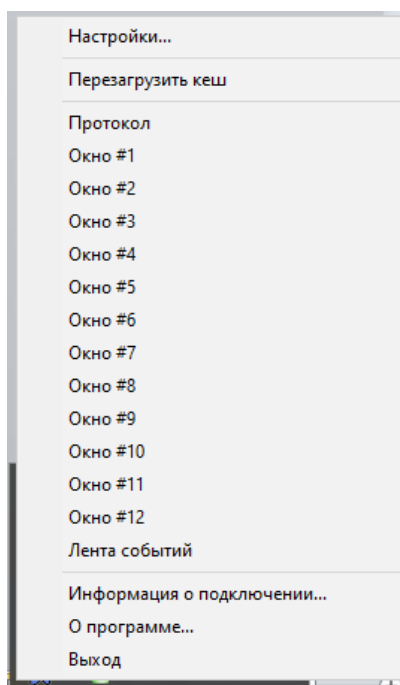 Настройки...
Перезагрузить кеш
Протокол
Окно #1
Окно #2
Окно #3
Окно #4
Окно #5
Окно #6
Окно #7
Окно #8
Окно #9
Окно #10
Окно #11
Окно #12
Лента событий
Информация о подключении...
О программе...
Выход